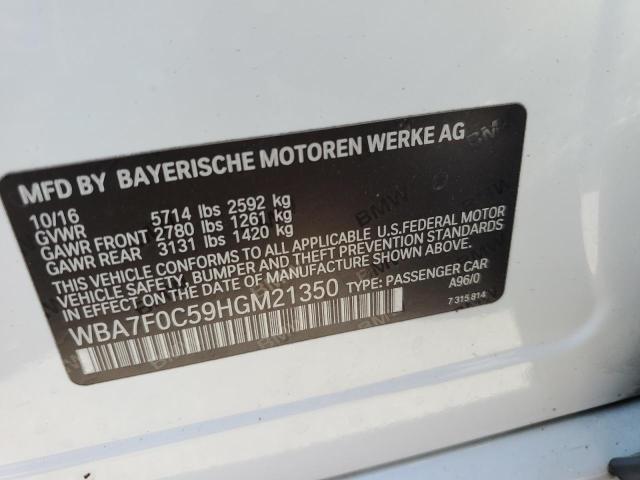 MFD BY BAYERISCHE MOTOREN WERKE AG
10/16
GVWR 5714 lbs 2592 kg
GAWR FRONT 2780 lbs 1261 kg
GAWR REAR 3131 lbs 1420 kg
THIS VEHICLE CONFORMS TO ALL APPLICABLE U.S.FEDERAL MOTOR
VEHICLE SAFETY, BUMPER AND THEFT PREVENTION STANDARDS
IN EFFECT ON THE DATE OF MANUFACTURE SHOWN ABOVE.
WBA7F0C59HGM21350 TYPE: PASSENGER CAR
A96/0
7 315 814